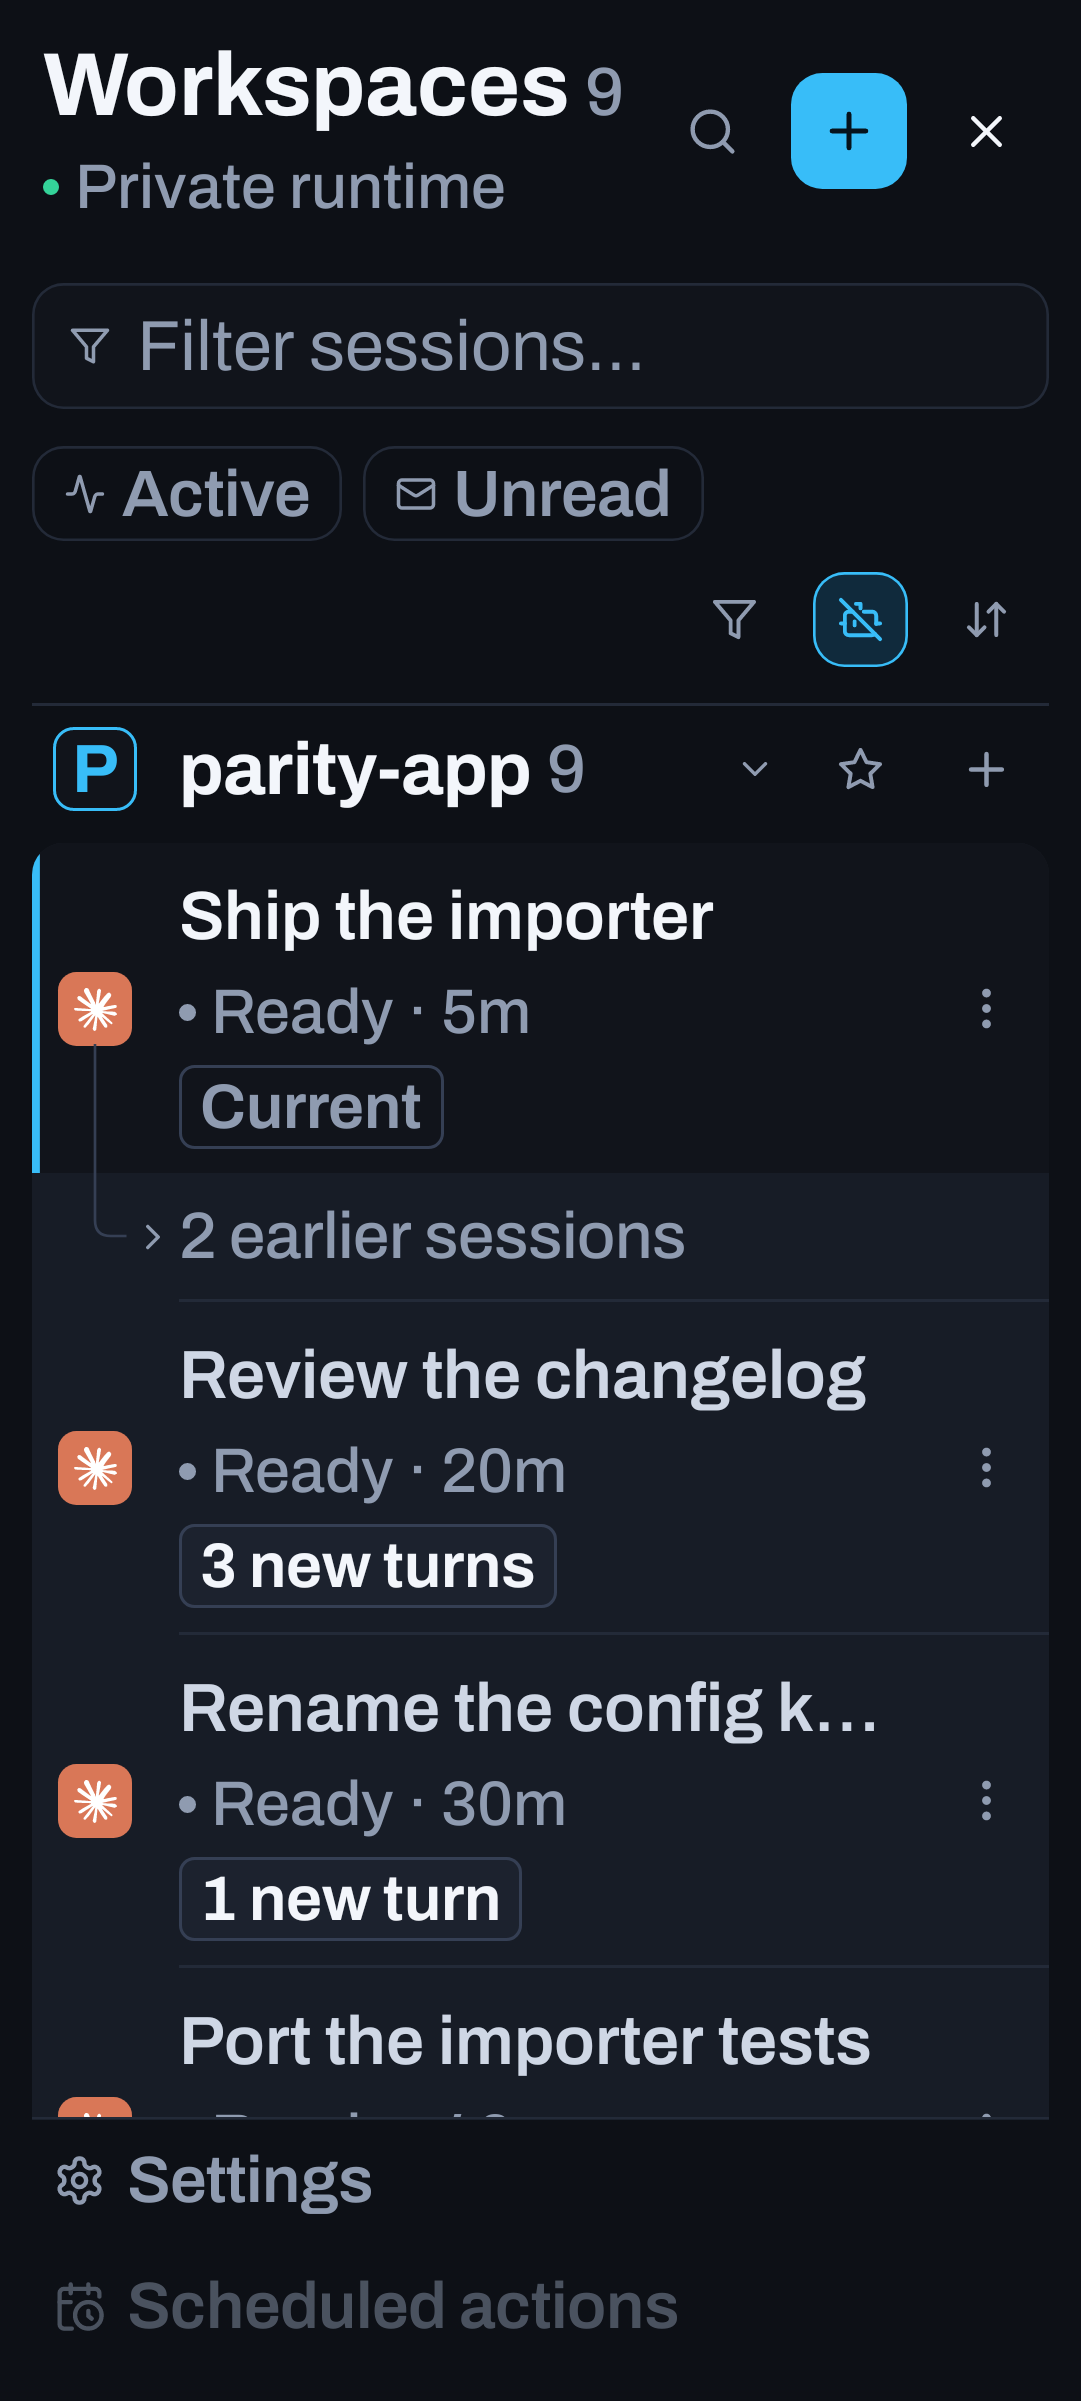 Workspaces 9
Private runtime
Filter sessions...
Active
Unread
P
parity-app 9
Ship the importer
Ready · 5m
Current
2 earlier sessions
Review the changelog
Ready · 20m
3 new turns
Rename the config k...
Ready · 30m
1 new turn
Port the importer tests
Settings
Scheduled actions